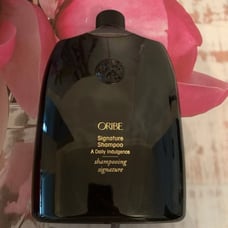 ORIBE
Signature
Shampoo
A Daily Indulgence
shampooing
signature